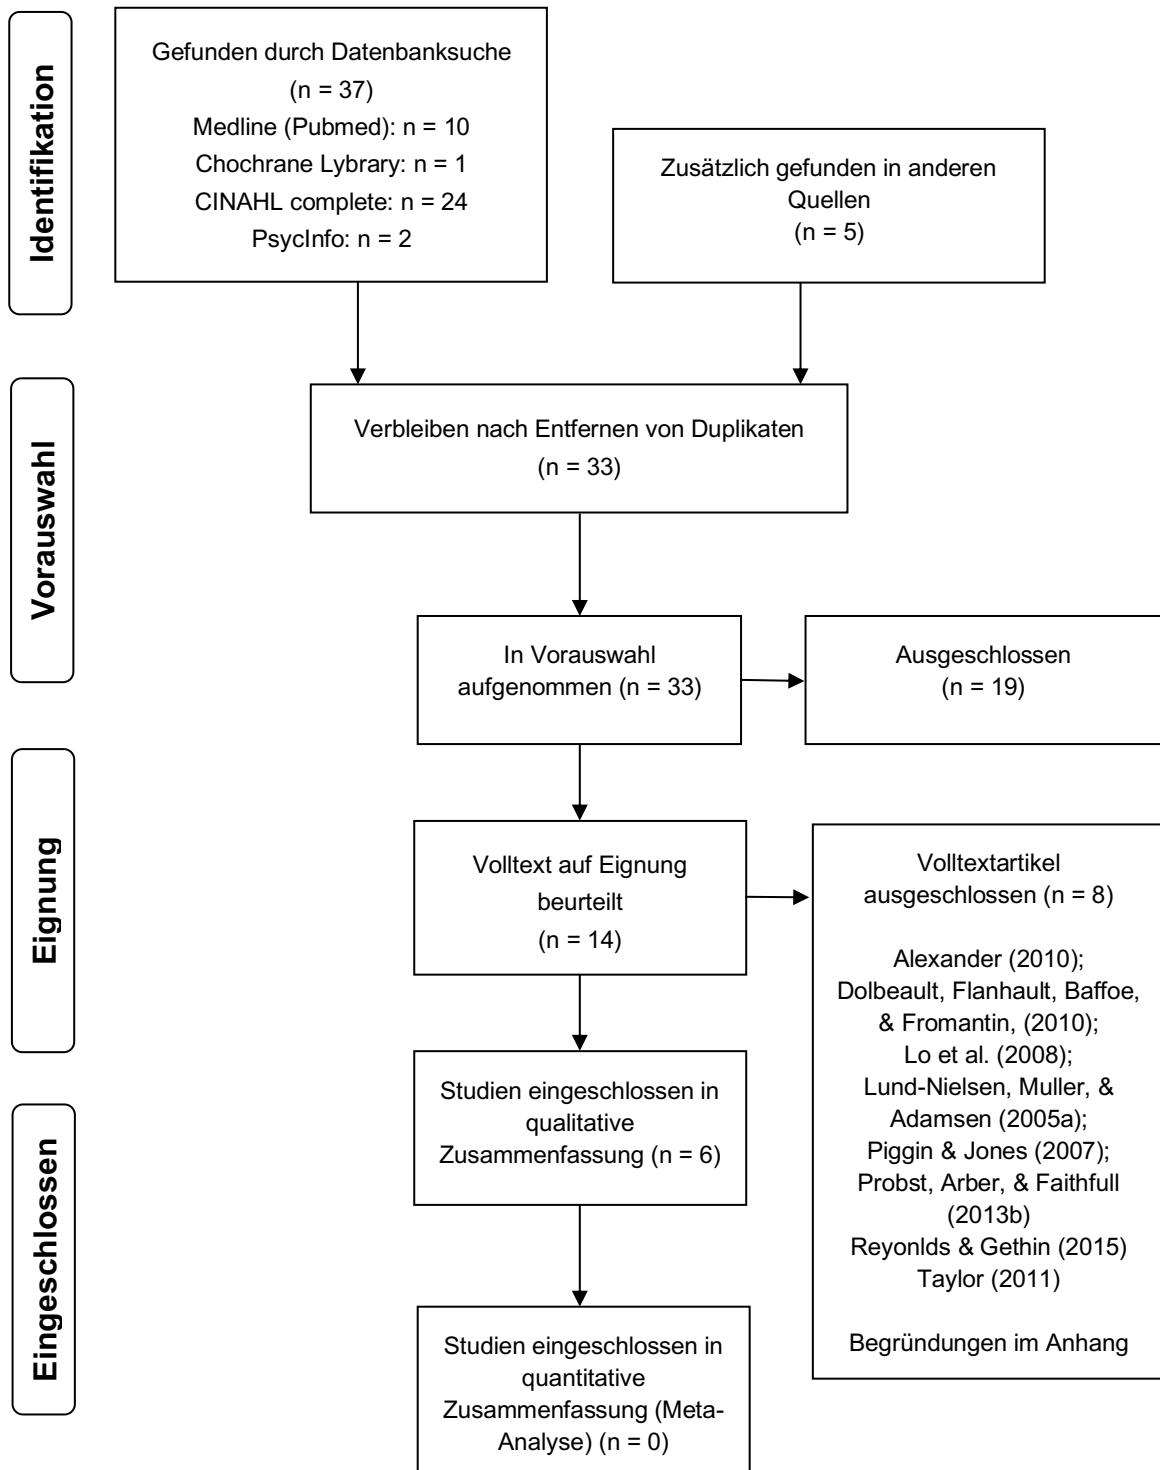 Identifikation
Gefunden durch Datenbanksuche
(n = 37)
Medline (Pubmed): n = 10
Chochrane Lybrary: n = 1
CINAHL complete: n = 24
PsycInfo: n = 2
Zusätzlich gefunden in anderen
Quellen
(n = 5)
Vorauswahl
Verbleiben nach Entfernen von Duplikaten
(n = 33)
In Vorauswahl
aufgenommen (n = 33)
Ausgeschlossen
(n = 19)
Eignung
Volltext auf Eignung
beurteilt
(n = 14)
Volltextartikel
ausgeschlossen (n = 8)
Alexander (2010);
Dolbeault, Flanhault, Baffoe,
& Fromantin, (2010);
Lo et al. (2008);
Lund-Nielsen, Muller, &
Adamsen (2005a);
Piggin & Jones (2007);
Probst, Arber, & Faithfull
(2013b)
Reyonlds & Gethin (2015)
Taylor (2011)
Begründungen im Anhang
Eingeschlossen
Studien eingeschlossen in
qualitative
Zusammenfassung (n = 6)
Studien eingeschlossen in
quantitative
Zusammenfassung (Meta-
Analyse) (n = 0)